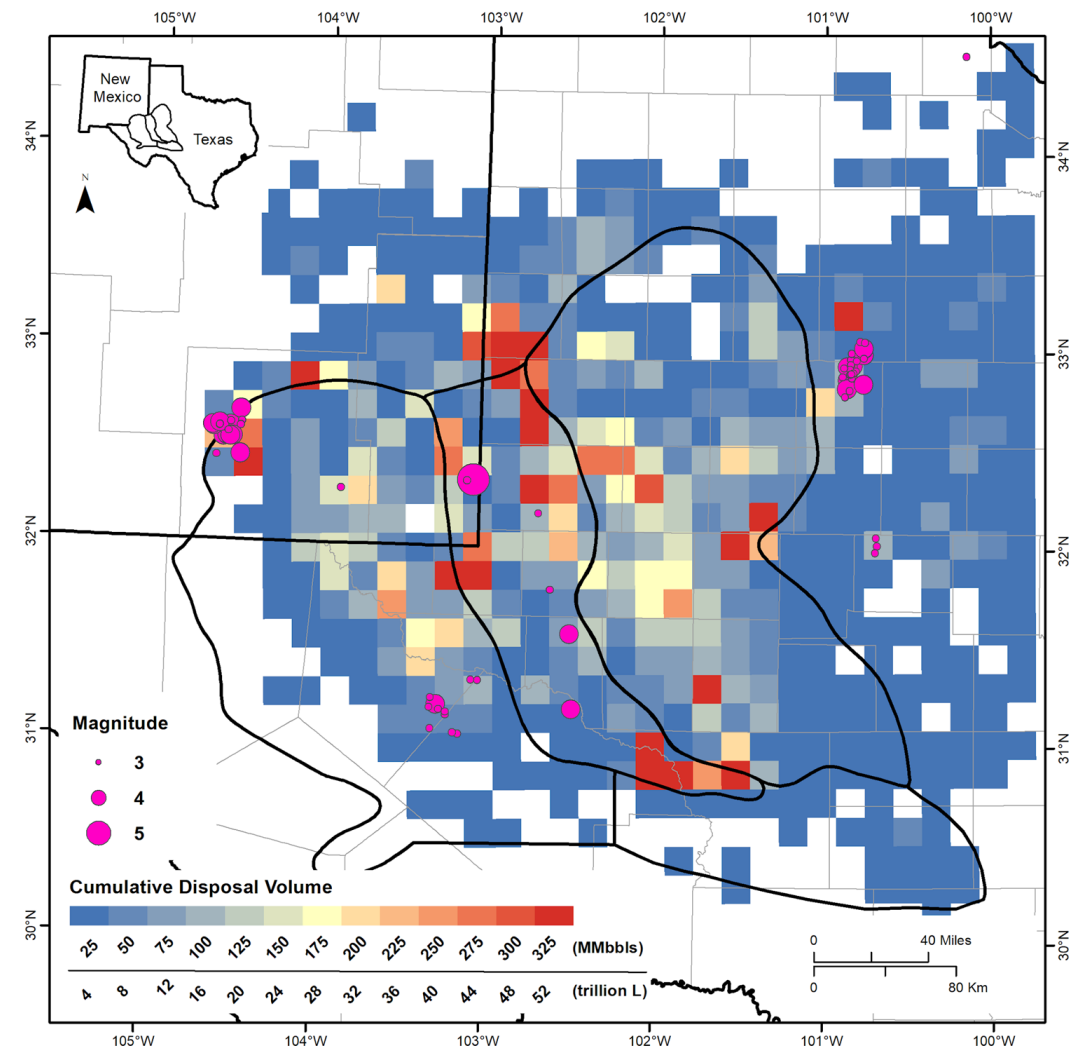 105°W 104°W 103°W 102°W 101°W 100°W
New
Mexico
Texas
N
34°N
34°N
33°N
33°N
32°N
32°N
31°N
31°N
30°N
30°N
Magnitude
3
4
5
Cumulative Disposal Volume
25 50 75 100 125 150 175 200 225 250 275 300 325 (MMbbls)
4 8 12 16 20 24 28 32 36 40 44 48 52 (trillion L)
0 40 Miles
0 80 Km
105°W 104°W 103°W 102°W 101°W 100°W